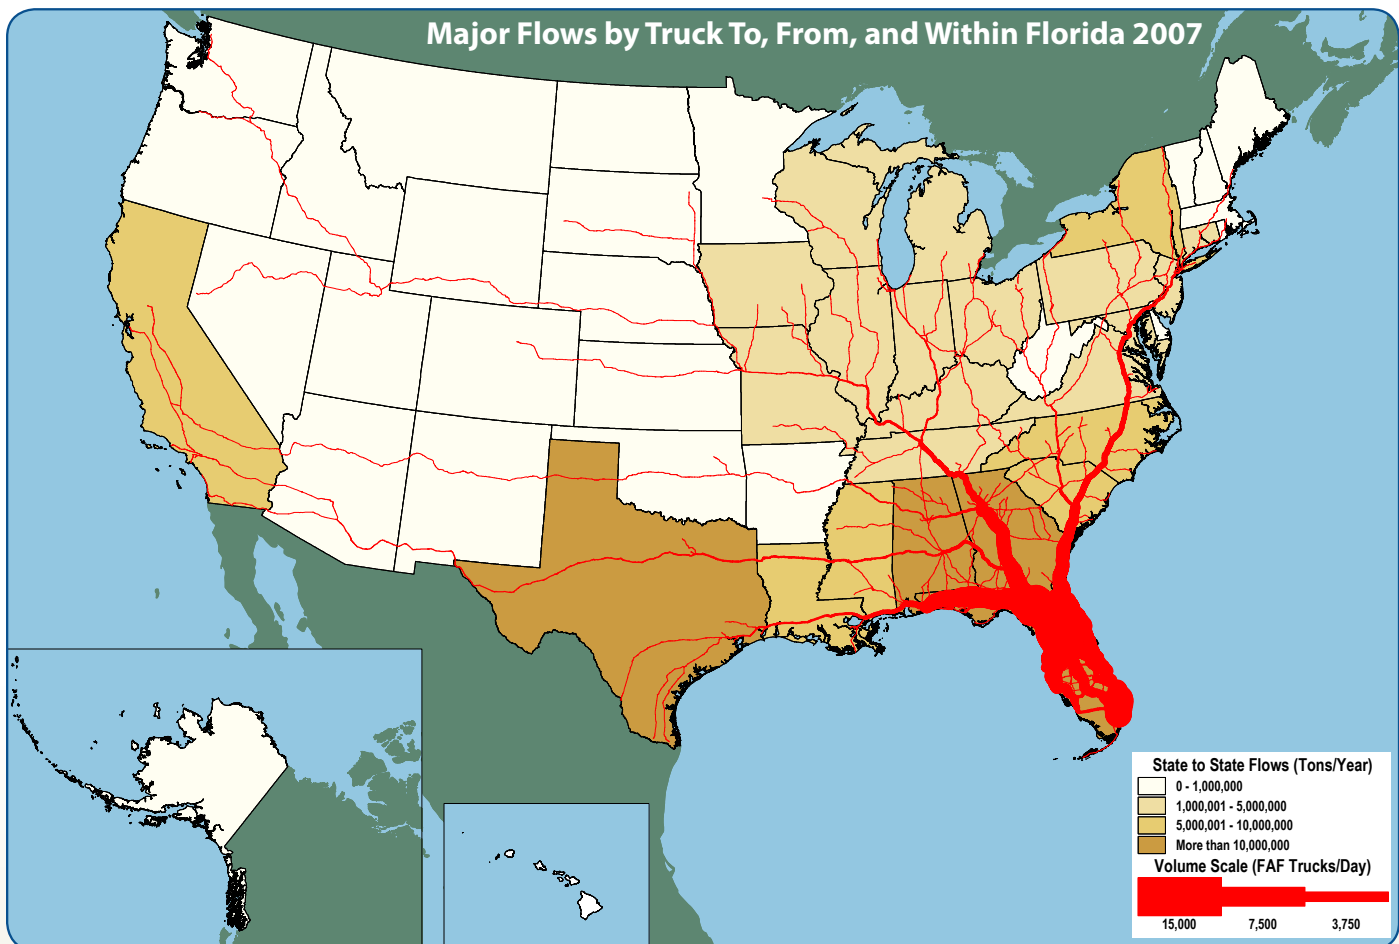 Major Flows by Truck To, From, and Within Florida 2007
State to State Flows (Tons/Year)
0 - 1,000,000
1,000,001 - 5,000,000
5,000,001 - 10,000,000
More than 10,000,000
Volume Scale (FAF Trucks/Day)
15,000 7,500 3,750